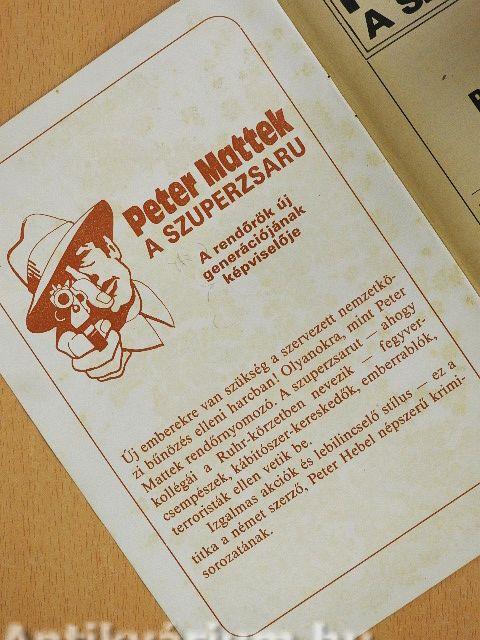 Peter Mattek
A SZUPERZSARU
A rendőrök új
generációjának
képviselője
Új emberekre van szükség a szervezett nemzetkö-
zi bűnözés elleni harcban! Olyanokra, mint Peter
Mattek rendőrnyomozó. A szuperzsarut — ahogy
kollégái a Ruhr-körzetben nevezik — fegyver-
csempészek, kábítószer-kereskedők, emberrablók,
terroristák ellen vetik be.
Izgalmas akciók és lebilincselő stílus — ez a
titka a német szerző, Peter Hebel népszerű krimi-
sorozatának.
Antikvárium.hu